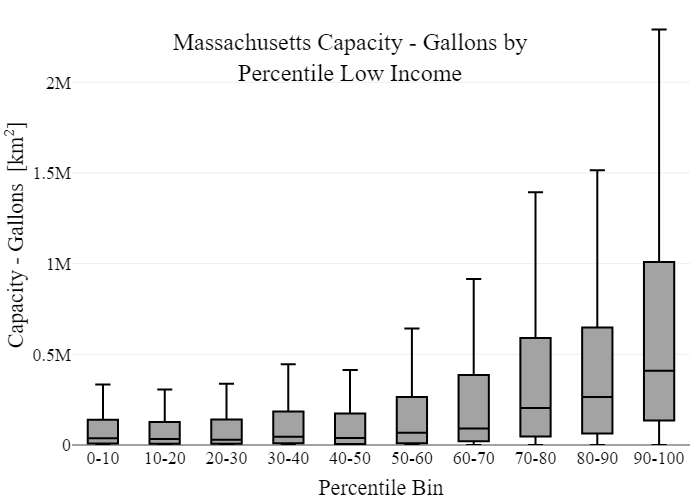 Massachusetts Capacity - Gallons by
Percentile Low Income
Capacity - Gallons [km²]
2M
1.5M
1M
0.5M
0
0-10 10-20 20-30 30-40 40-50 50-60 60-70 70-80 80-90 90-100
Percentile Bin